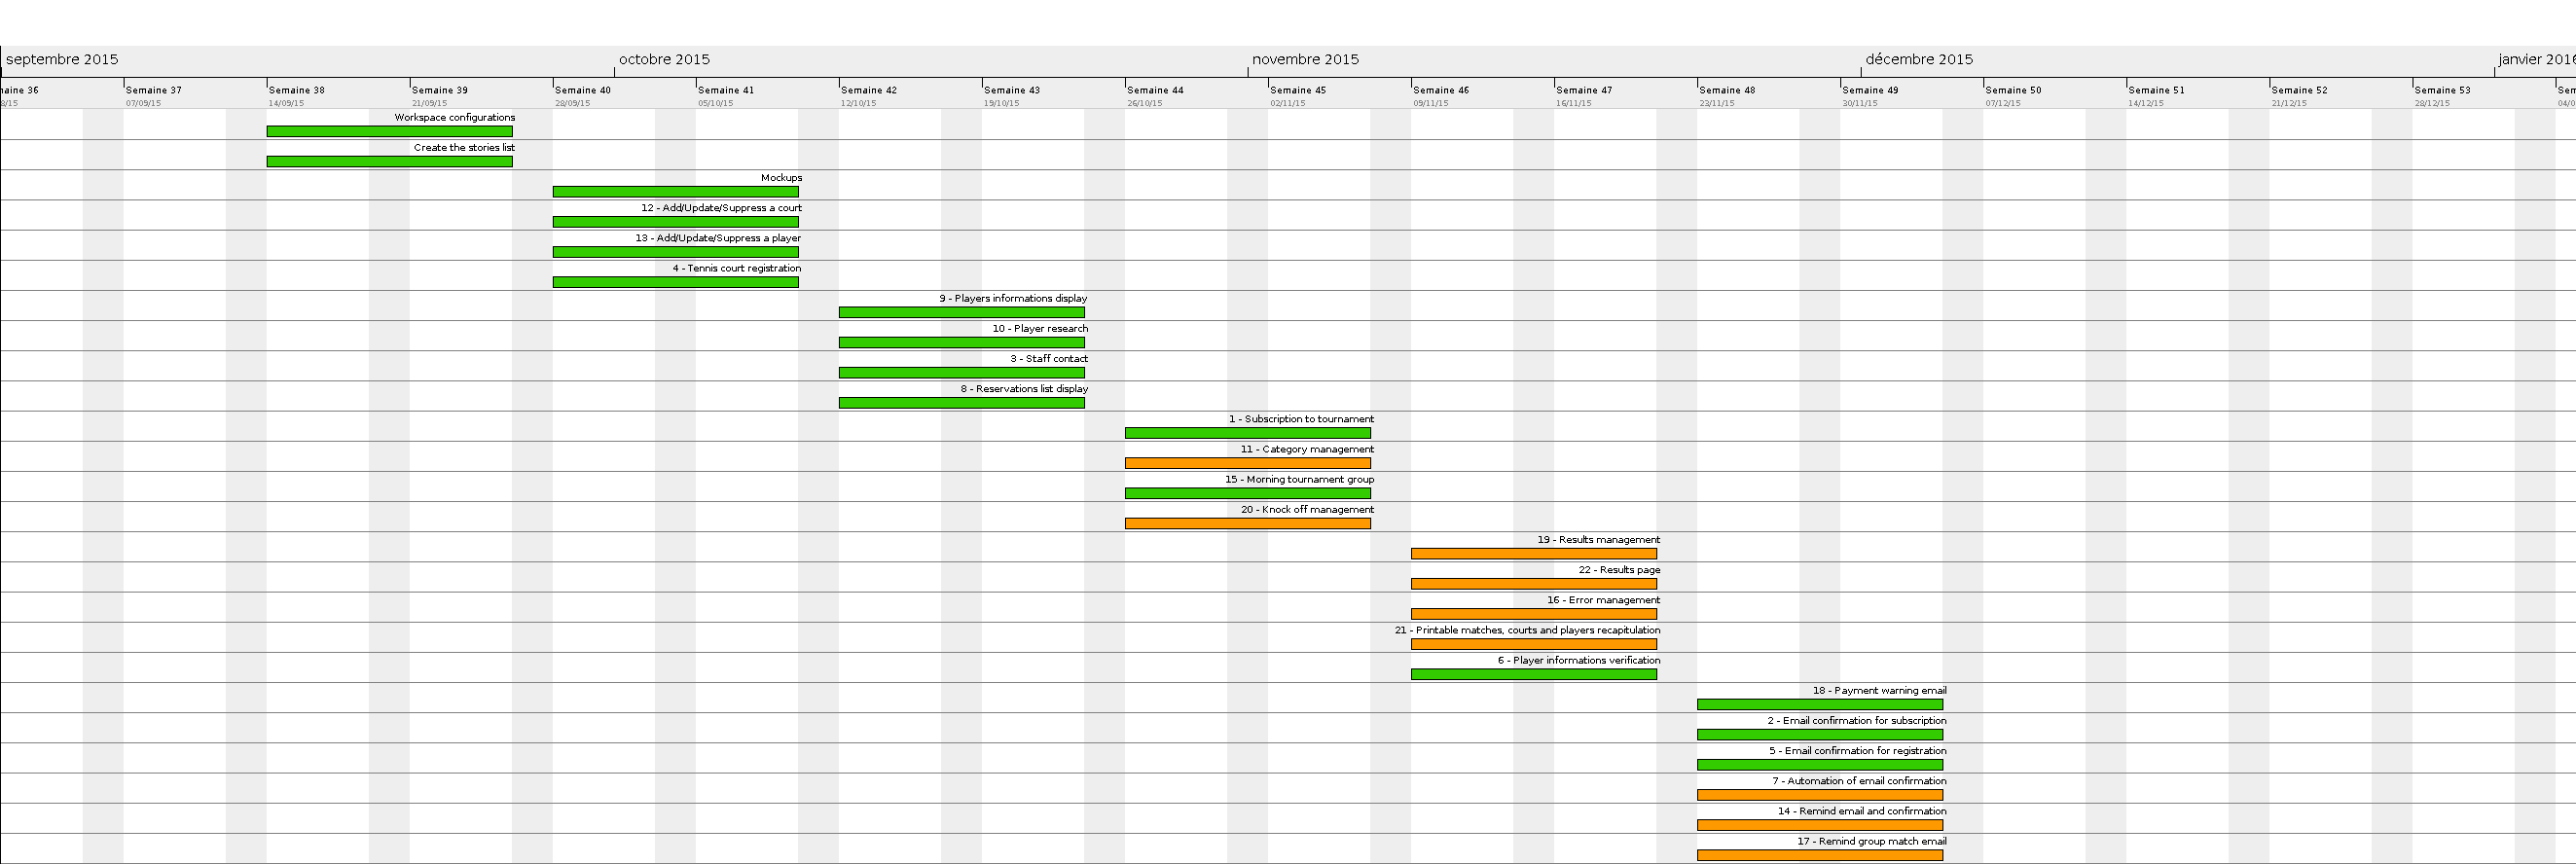 septembre 2015 octobre 2015 novembre 2015 décembre 2015 janvier 2016
naine 36 Semaine 37 Semaine 38 Semaine 39 Semaine 40 Semaine 41 Semaine 42 Semaine 43 Semaine 44 Semaine 45 Semaine 46 Semaine 47 Semaine 48 Semaine 49 Semaine 50 Semaine 51 Semaine 52 Semaine 53 Sem
8/15 07/09/15 14/09/15 21/09/15 28/09/15 05/10/15 12/10/15 19/10/15 26/10/15 02/11/15 09/11/15 16/11/15 23/11/15 30/11/15 07/12/15 14/12/15 21/12/15 28/12/15 04/0
Workspace configurations
Create the stories list
Mockups
12 - Add/Update/Suppress a court
13 - Add/Update/Suppress a player
4 - Tennis court registration
9 - Players informations display
10 - Player research
3 - Staff contact
8 - Reservations list display
1 - Subscription to tournament
11 - Category management
15 - Morning tournament group
20 - Knock off management
19 - Results management
22 - Results page
16 - Error management
21 - Printable matches, courts and players recapitulation
6 - Player informations verification
18 - Payment warning email
2 - Email confirmation for subscription
5 - Email confirmation for registration
7 - Automation of email confirmation
14 - Remind email and confirmation
17 - Remind group match email